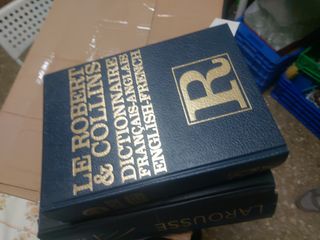 LE ROBERT
& COLLINS
DICTIONNAIRE
FRANÇAIS-ANGLAIS
ENGLISH-FRENCH
R
LAROUSSE